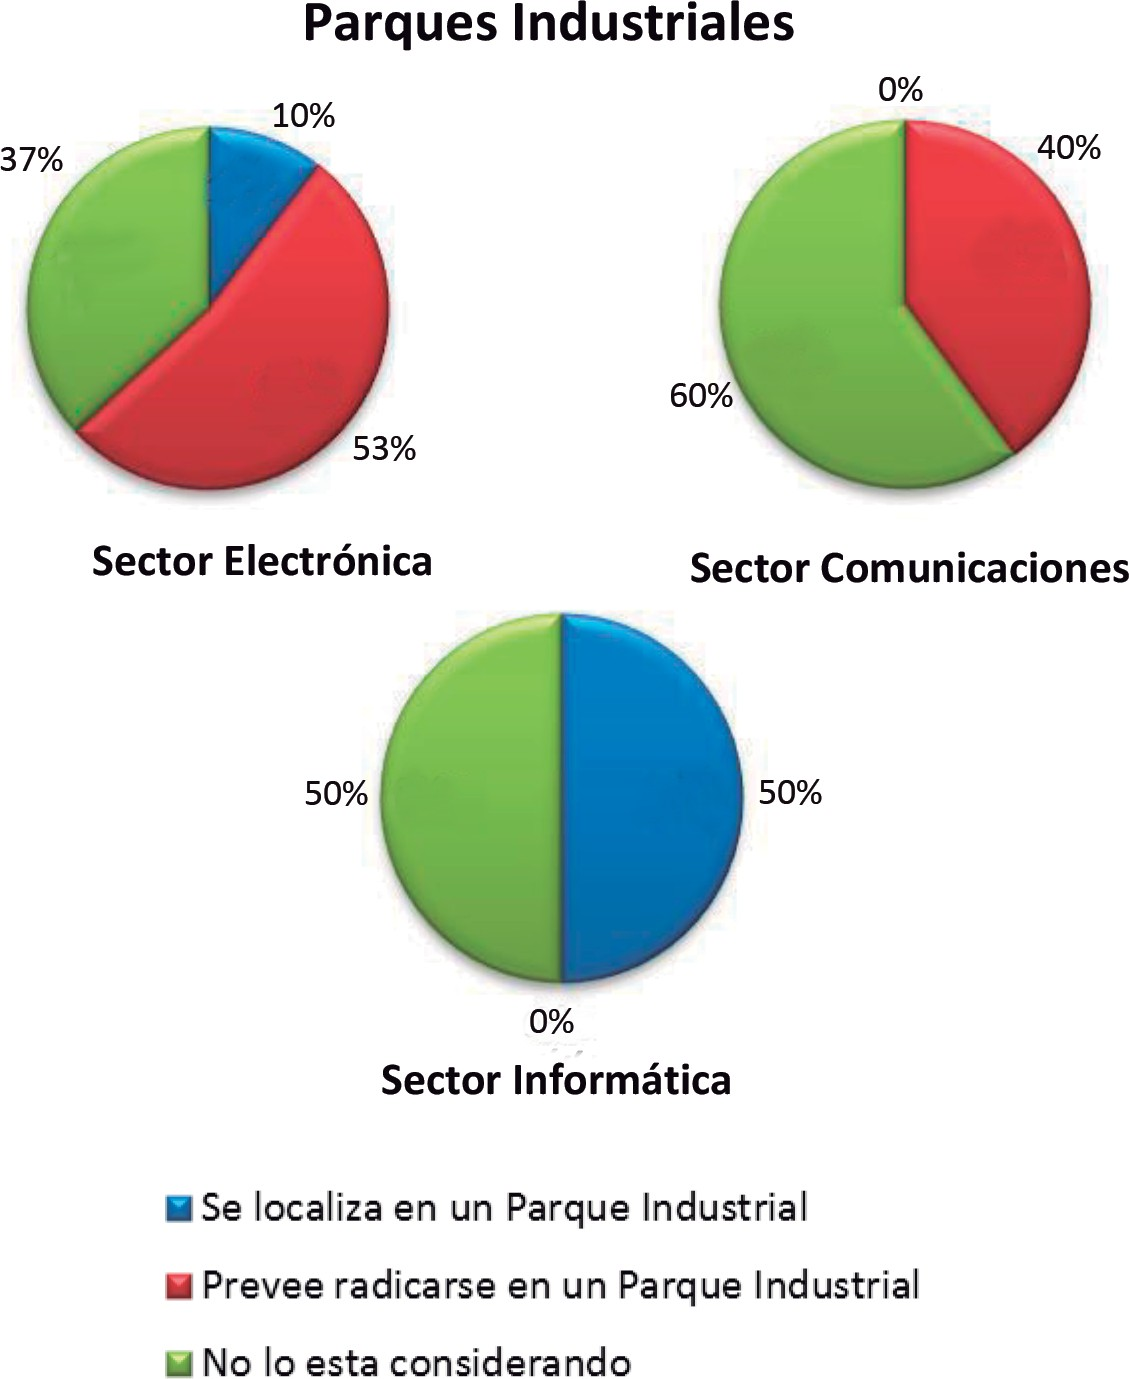 Parques Industriales
10%
37%
53%
Sector Electrónica
0%
40%
60%
Sector Comunicaciones
50%
50%
0%
Sector Informática
Se localiza en un Parque Industrial
Prevee radicarse en un Parque Industrial
No lo esta considerando